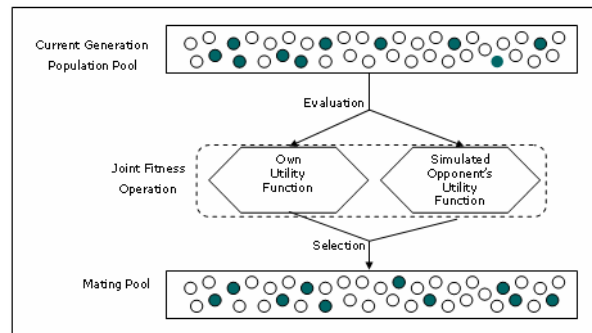 Current Generation
Population Pool
Evaluation
Joint Fitness
Operation
Own
Utility
Function
Simulated
Opponent's
Utility
Function
Selection
Mating Pool